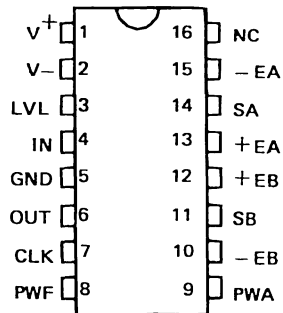 V+ 1 16 NC
V- 2 15 -EA
LVL 3 14 SA
IN 4 13 +EA
GND 5 12 +EB
OUT 6 11 SB
CLK 7 10 -EB
PWF 8 9 PWA